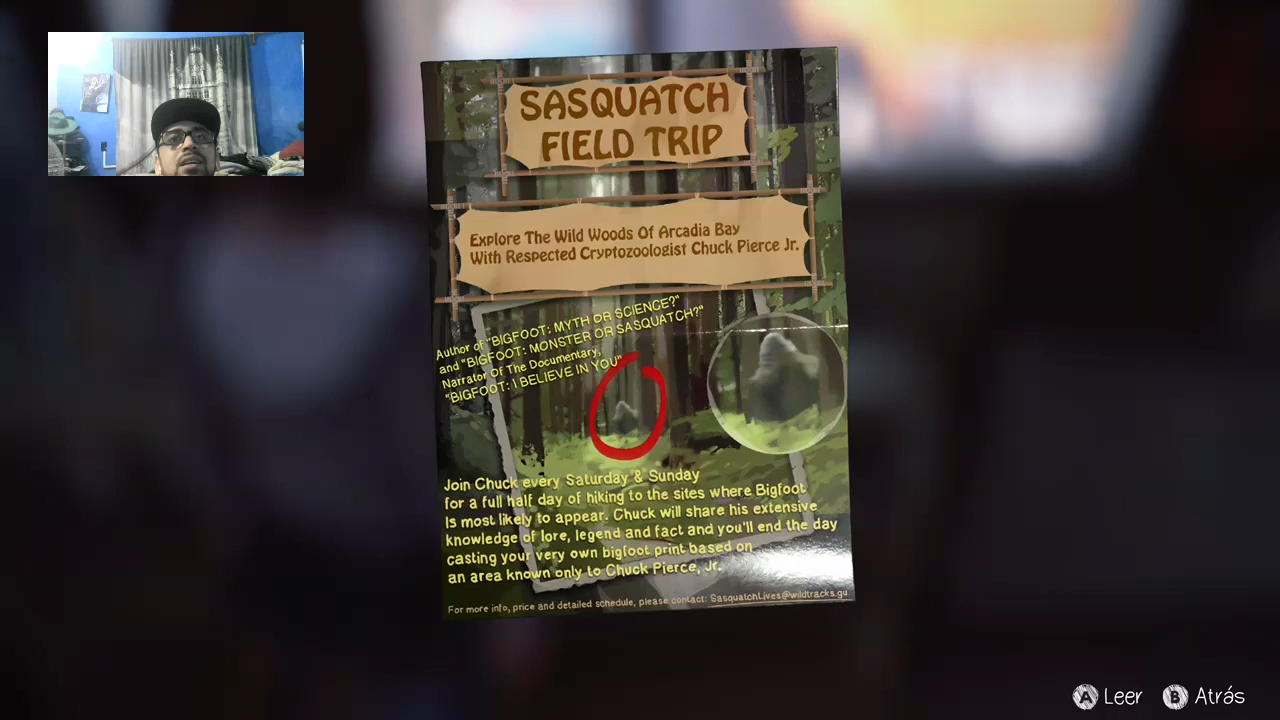 SASQUATCH
FIELD TRIP
Explore The Wild Woods Of Arcadia Bay
With Respected Cryptozoologist Chuck Pierce Jr.
Author of "BIGFOOT: MYTH OR SCIENCE?"
and "BIGFOOT: MONSTER OR SASQUATCH?"
Narrator Of The Documentary,
"BIGFOOT: I BELIEVE IN YOU"
Join Chuck every Saturday & Sunday
for a full half day of hiking to the sites where Bigfoot
Is most likely to appear. Chuck will share his extensive
knowledge of lore, legend and fact and you'll end the day
casting your very own bigfoot print based on
an area known only to Chuck Pierce, Jr.
For more info, price and detailed schedule, please contact: SasquatchLives@wildtracks.gu
A Leer B Atrás